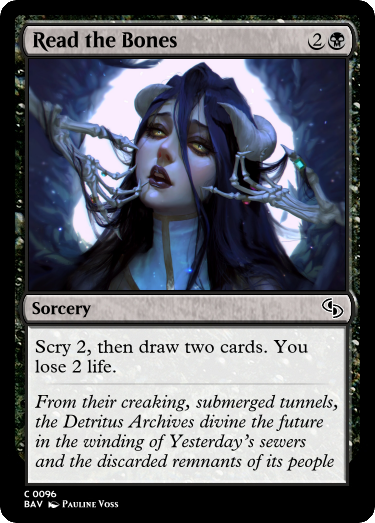 Read the Bones 2
Sorcery
Scry 2, then draw two cards. You
lose 2 life.
From their creaking, submerged tunnels,
the Detritus Archives divine the future
in the winding of Yesterday's sewers
and the discarded remnants of its people
C 0096
BAV Pauline Voss